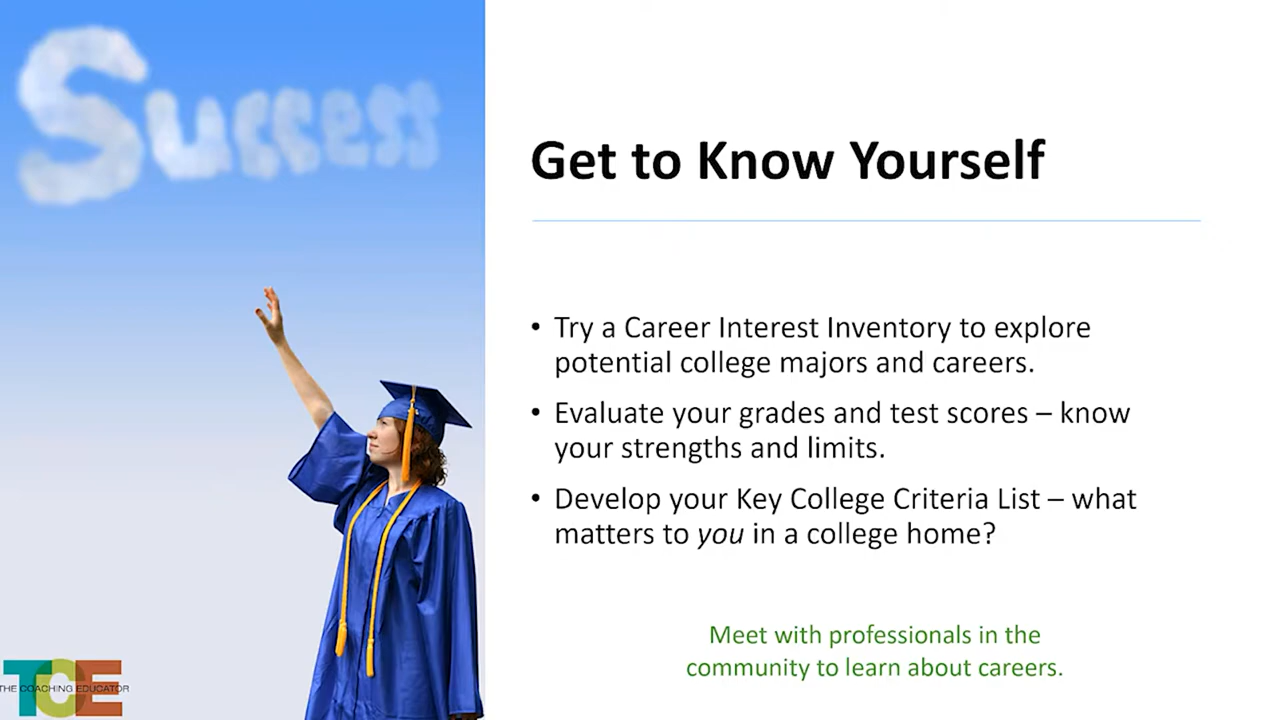 Success
Get to Know Yourself
• Try a Career Interest Inventory to explore
potential college majors and careers.
• Evaluate your grades and test scores – know
your strengths and limits.
• Develop your Key College Criteria List – what
matters to you in a college home?
Meet with professionals in the
community to learn about careers.
TCE
THE COACHING EDUCATOR